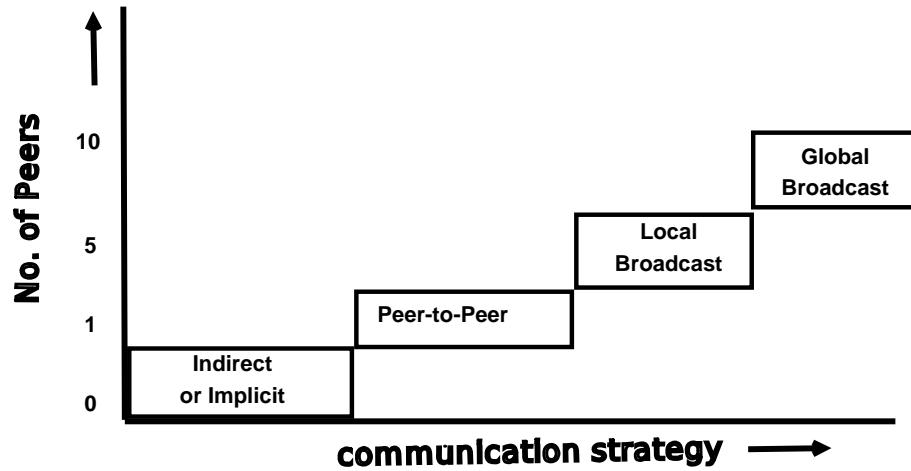 No. of Peers
10
5
1
0
Global
Broadcast
Local
Broadcast
Peer-to-Peer
Indirect
or Implicit
communication strategy